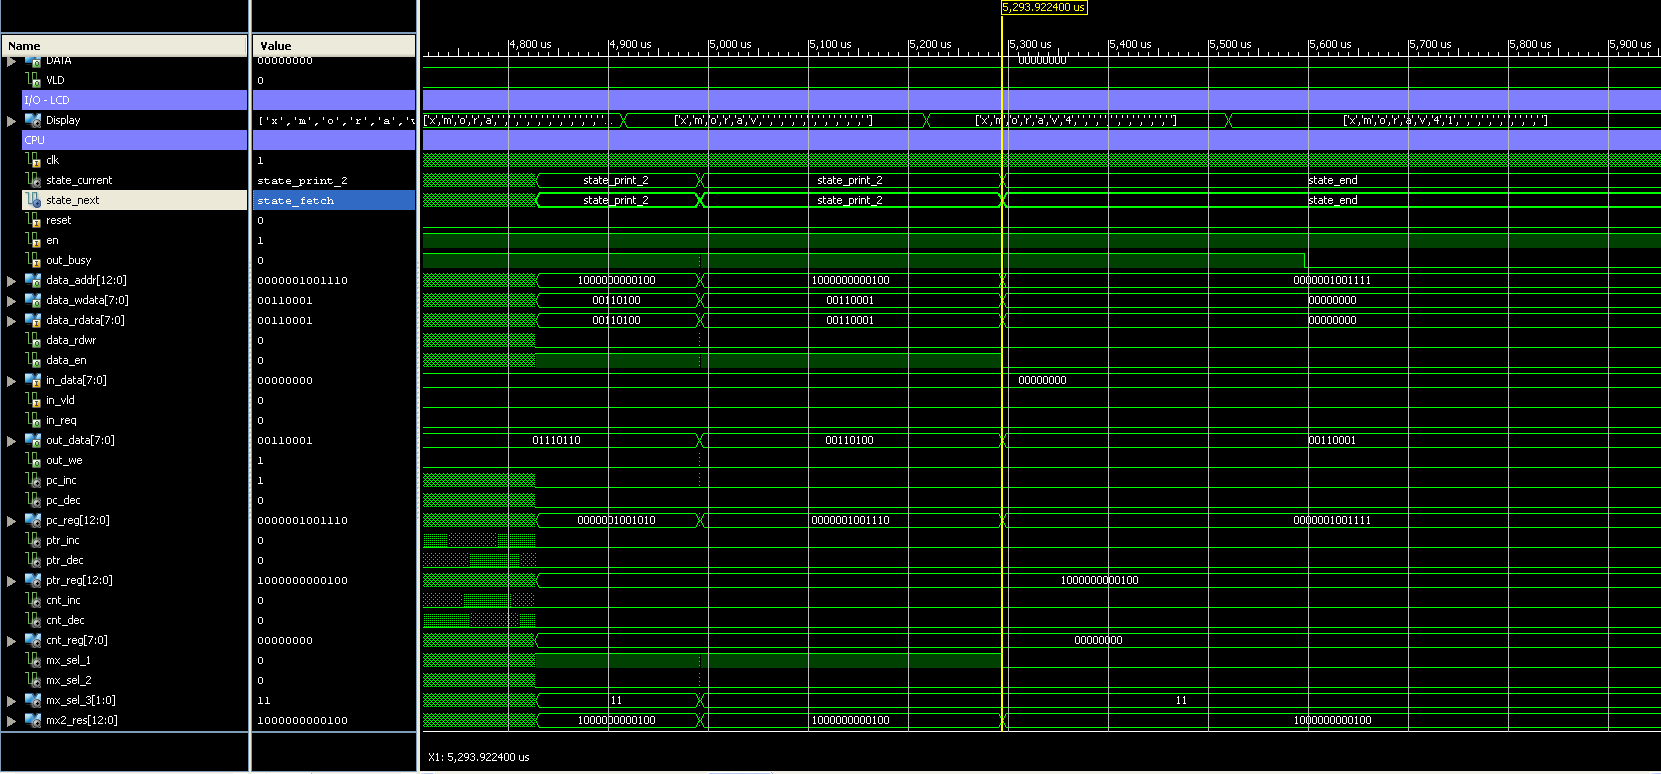 5,293.922400 us
Name Value
4,800 us 4,900 us 5,000 us 5,100 us 5,200 us 5,300 us 5,400 us 5,500 us 5,600 us 5,700 us 5,800 us 5,900 us
DATA 00000000 00000000
VLD 0
I/O - LCD
Display ['x','m','o','r','a','v ['x','m','o','r','a',' ',' ',' ',' ',' ',' ',' ',' ',' ',' '... ['x','m','o','r','a','v',' ',' ',' ',' ',' ',' ',' ',' ',' ',' '] ['x','m','o','r','a','v','4',' ',' ',' ',' ',' ',' ',' ',' ',' '] ['x','m','o','r','a','v','4','1',' ',' ',' ',' ',' ',' ',' ',' ']
CPU
clk 1
state_current state_print_2 state_print_2 state_print_2 state_end
state_next state_fetch state_print_2 state_print_2 state_end
reset 0
en 1
out_busy 0
data_addr[12:0] 0000001001110 1000000000100 1000000000100 0000001001111
data_wdata[7:0] 00110001 00110100 00110001 00000000
data_rdata[7:0] 00110001 00110100 00110001 00000000
data_rdwr 0
data_en 0
in_data[7:0] 00000000 00000000
in_vld 0
in_req 0
out_data[7:0] 00110001 01110110 00110100 00110001
out_we 1
pc_inc 1
pc_dec 0
pc_reg[12:0] 0000001001110 0000001001010 0000001001110 0000001001111
ptr_inc 0
ptr_dec 0
ptr_reg[12:0] 1000000000100 1000000000100
cnt_inc 0
cnt_dec 0
cnt_reg[7:0] 00000000 00000000
mx_sel_1 0
mx_sel_2 0
mx_sel_3[1:0] 11 11 11
mx2_res[12:0] 1000000000100 1000000000100 1000000000100 1000000000100
X1: 5,293.922400 us